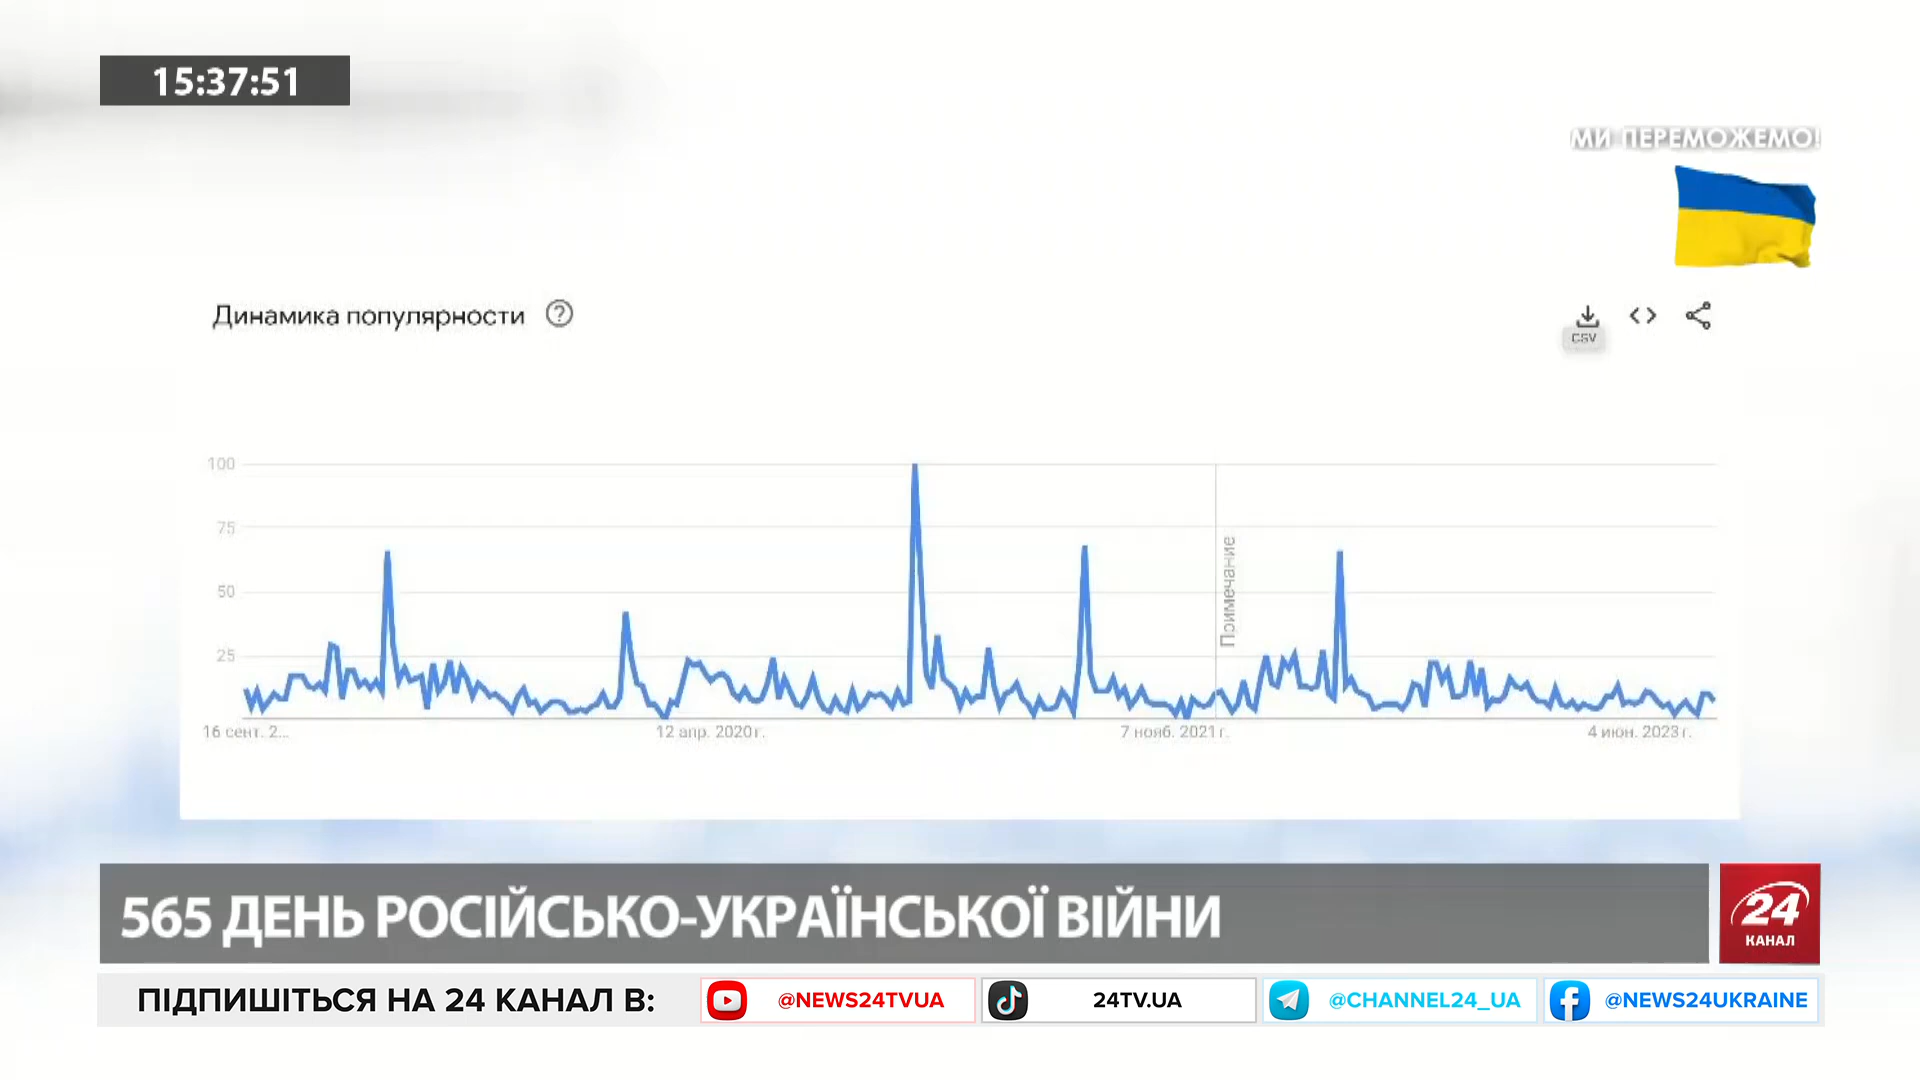 15:37:51
МИ ПЕРЕМОЖЕМО!
Динамика популярности ?
CSV
100
75
50
25
Примечание
16 сент. 2...
12 апр. 2020 г.
7 нояб. 2021 г.
4 июн. 2023 г.
565 ДЕНЬ РОСІЙСЬКО-УКРАЇНСЬКОЇ ВІЙНИ
24
КАНАЛ
ПІДПИШІТЬСЯ НА 24 КАНАЛ В:
@NEWS24TVUA
24TV.UA
@CHANNEL24_UA
@NEWS24UKRAINE